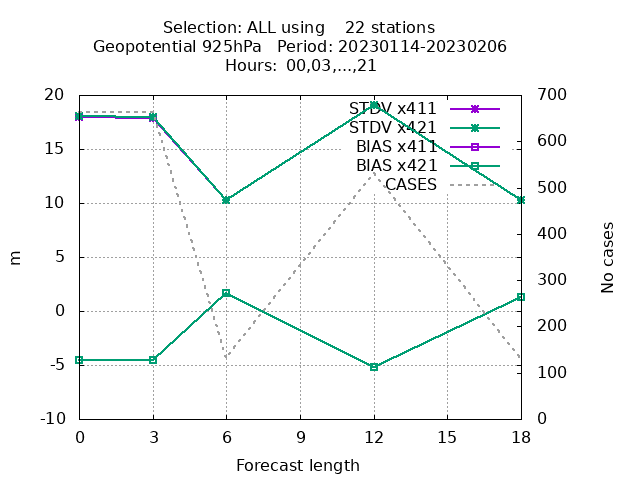 Selection: ALL using    22 stations
Geopotential 925hPa   Period: 20230114-20230206
Hours: 00,03,...,21
20
15
10
5
0
-5
-10
m
700
600
500
400
300
200
100
0
No cases
STDV x411
STDV x421
BIAS x411
BIAS x421
CASES
0 3 6 9 12 15 18
Forecast length